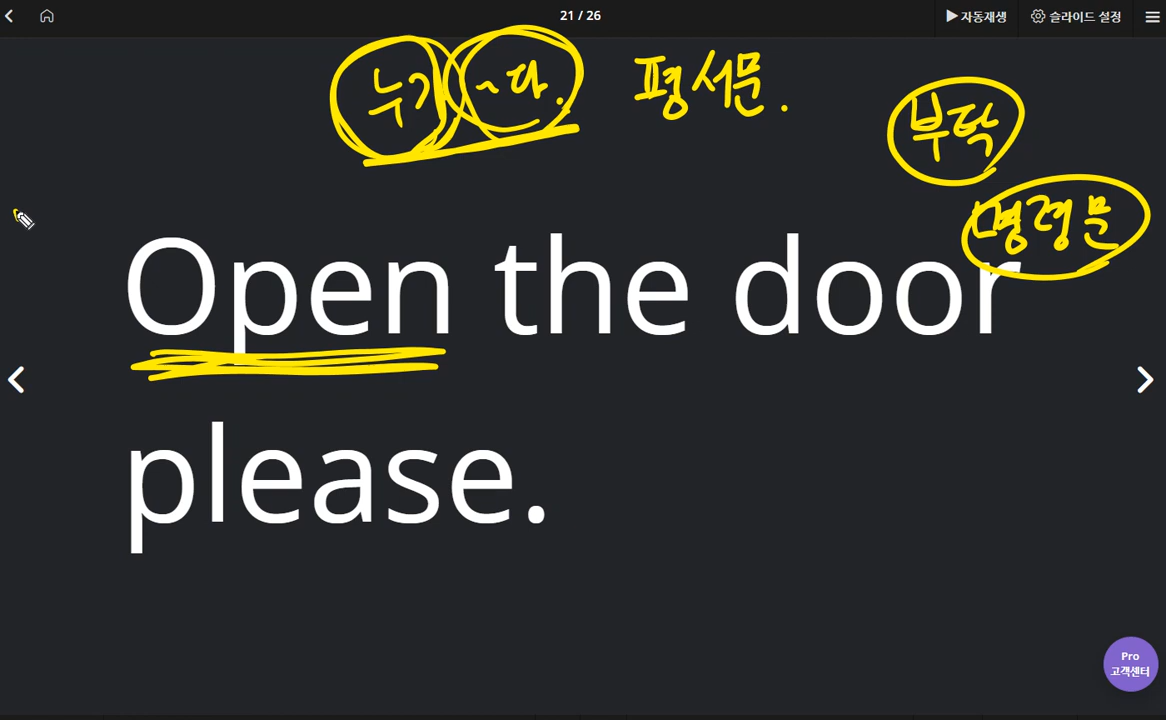 21 / 26
자동재생
슬라이드 설정
누가 ~다. 평서문.
부탁
명령문
Open the door
please.
Pro
고객센터